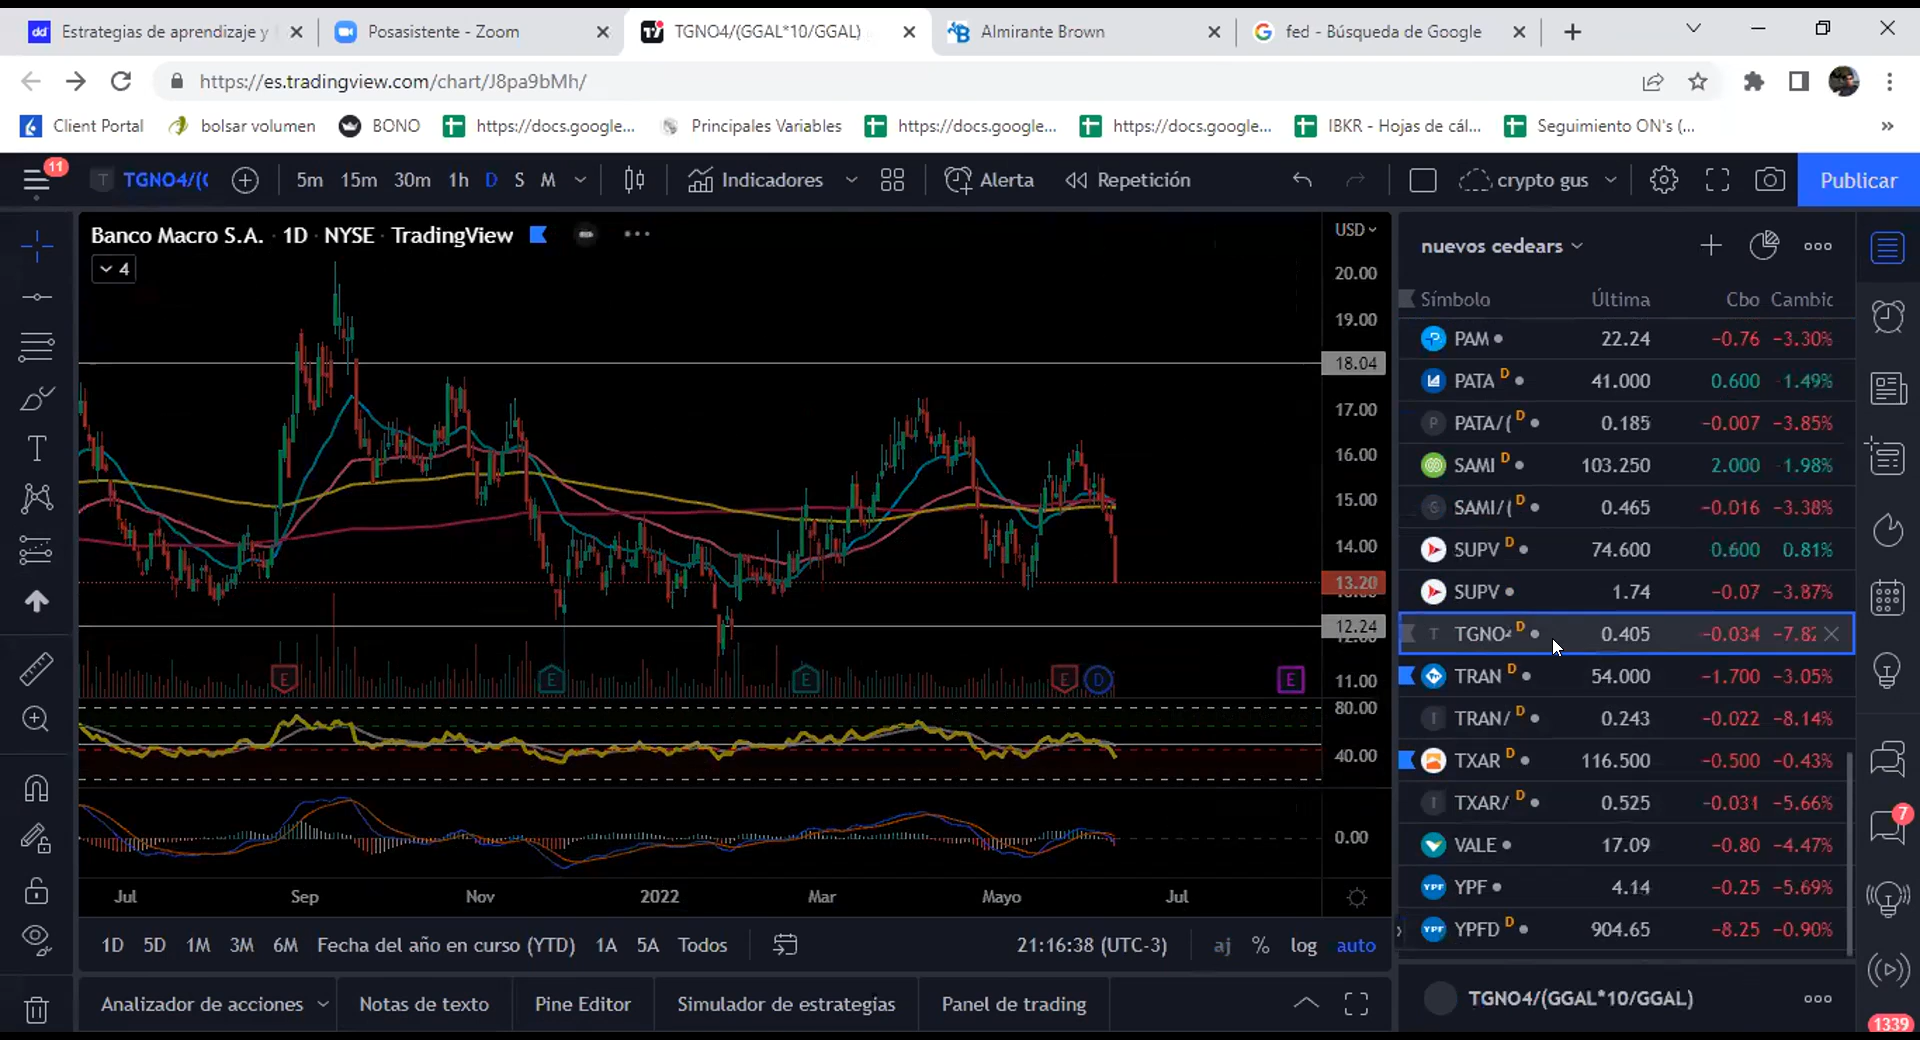 Estrategias de aprendizaje y
Posasistente - Zoom
TGNO4/(GGAL*10/GGAL)
Almirante Brown
fed - Búsqueda de Google
https://es.tradingview.com/chart/J8pa9bMh/
Client Portal
bolsar volumen
BONO
https://docs.google...
Principales Variables
https://docs.google...
https://docs.google...
IBKR - Hojas de cál...
Seguimiento ON's (...
»
11
T TGNO4/(
5m 15m 30m 1h D S M
Indicadores
Alerta
Repetición
crypto gus
Publicar
Banco Macro S.A. · 1D · NYSE · TradingView
4
USD
20.00
19.00
18.04
17.00
16.00
15.00
14.00
13.20
12.24
11.00
80.00
40.00
0.00
E E E E D E
Jul Sep Nov 2022 Mar Mayo Jul
1D 5D 1M 3M 6M Fecha del año en curso (YTD) 1A 5A Todos
21:16:38 (UTC-3)
aj % log auto
Analizador de acciones
Notas de texto
Pine Editor
Simulador de estrategias
Panel de trading
nuevos cedears
Símbolo Última Cbo Cambic
PAM 22.24 −0.76 −3.30%
PATA D 41.000 0.600 1.49%
P PATA/( D 0.185 −0.007 −3.85%
SAMI D 103.250 2.000 1.98%
SAMI/( D 0.465 −0.016 −3.38%
SUPV D 74.600 0.600 0.81%
SUPV 1.74 −0.07 −3.87%
T TGNO4 D 0.405 −0.034 −7.82
TRAN D 54.000 −1.700 −3.05%
TRAN/ D 0.243 −0.022 −8.14%
TXAR D 116.500 −0.500 −0.43%
TXAR/ D 0.525 −0.031 −5.66%
VALE 17.09 −0.80 −4.47%
YPF YPF 4.14 −0.25 −5.69%
YPF YPFD D 904.65 −8.25 −0.90%
TGNO4/(GGAL*10/GGAL)
7
1339